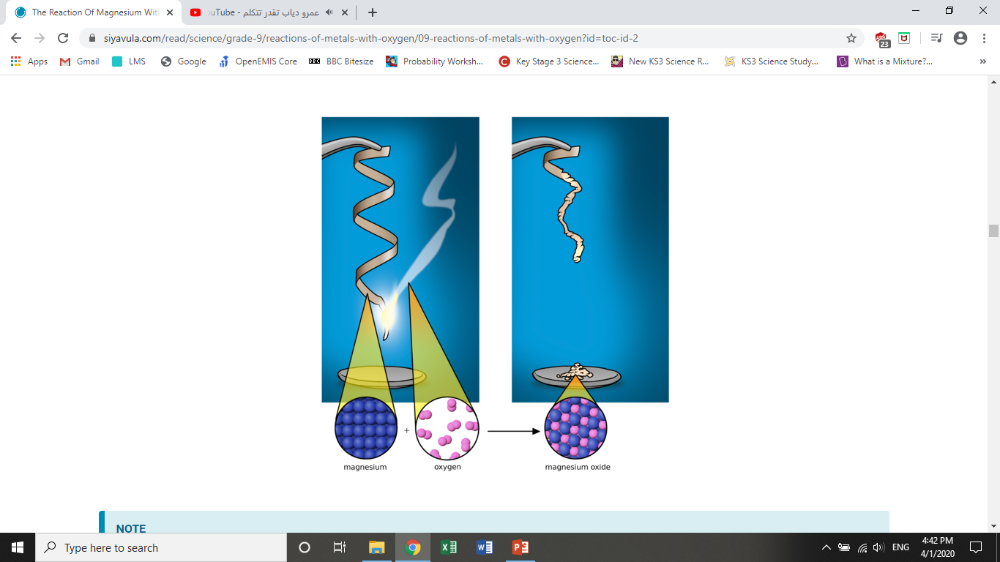 The Reaction Of Magnesium Wit
عمرو دياب تقدر تتكلم - YouTube
siyavula.com/read/science/grade-9/reactions-of-metals-with-oxygen/09-reactions-of-metals-with-oxygen?id=toc-id-2
23
Apps Gmail LMS Google OpenEMIS Core BBC BBC Bitesize Probability Worksh... C Key Stage 3 Science... New KS3 Science R... KS3 Science Study... What is a Mixture?... »
magnesium + oxygen magnesium oxide
NOTE
Type here to search
ENG
4:42 PM
4/1/2020